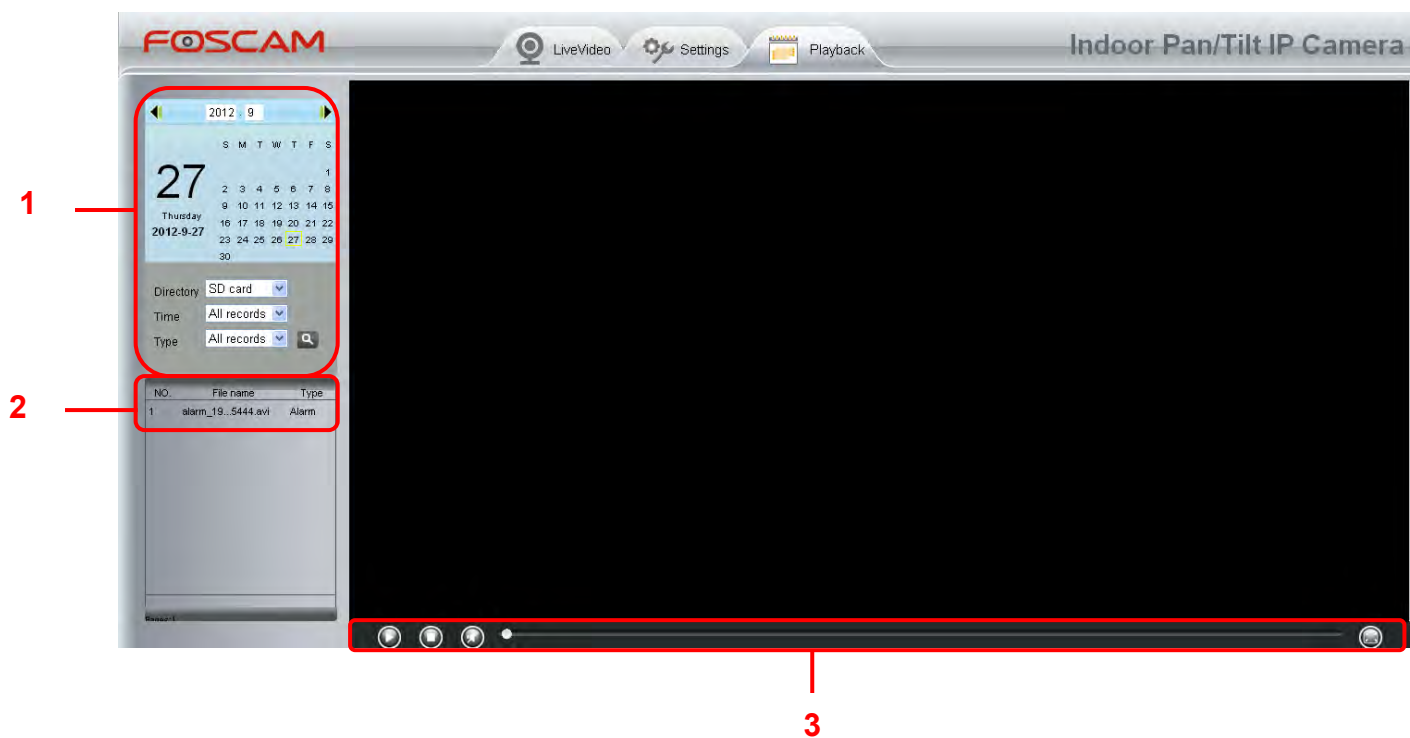 FOSCAM
LiveVideo
Settings
Playback
Indoor Pan/Tilt IP Camera
2012 . 9
S M T W T F S
1
2 3 4 5 6 7 8
9 10 11 12 13 14 15
16 17 18 19 20 21 22
23 24 25 26 27 28 29
30
27
Thursday
2012-9-27
Directory SD card
Time All records
Type All records
1
NO. File name Type
1 alarm_19...5444.avi Alarm
2
3